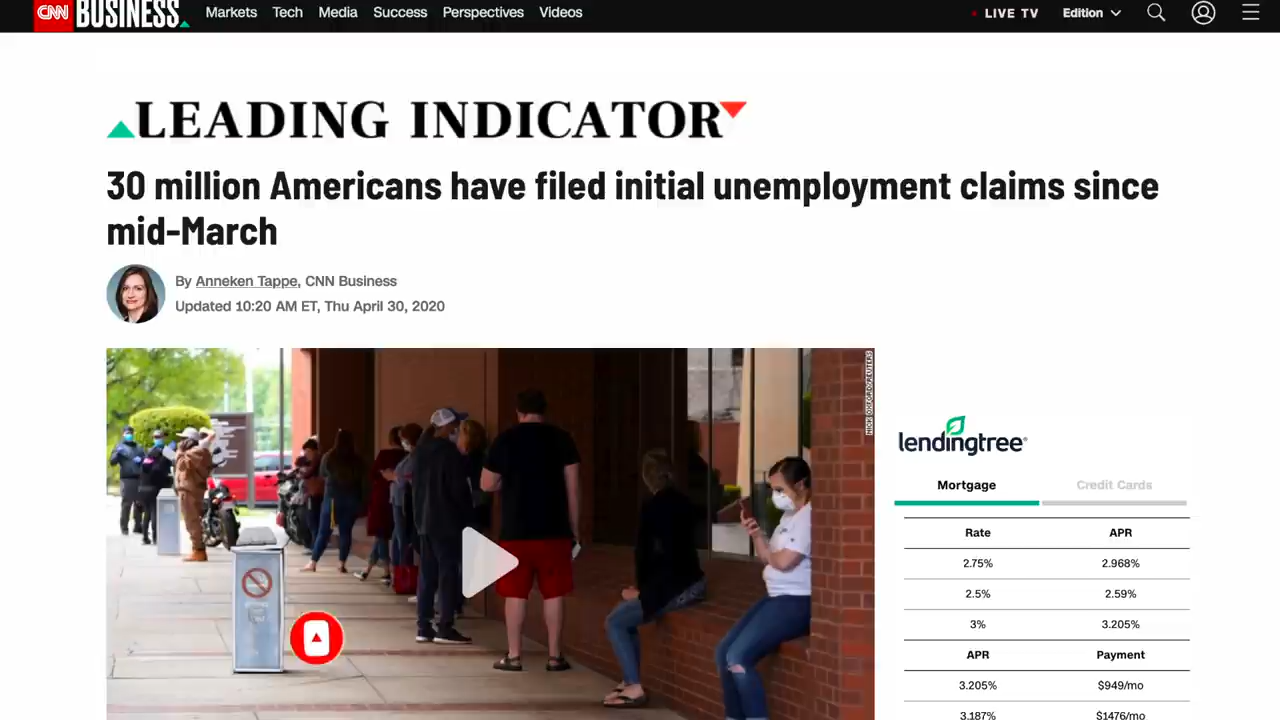 CNN BUSINESS
Markets Tech Media Success Perspectives Videos
LIVE TV Edition
LEADING INDICATOR
30 million Americans have filed initial unemployment claims since
mid-March
By Anneken Tappe, CNN Business
Updated 10:20 AM ET, Thu April 30, 2020
NICK OXFORD/REUTERS
lendingtree
Mortgage Credit Cards
Rate APR
2.75% 2.968%
2.5% 2.59%
3% 3.205%
APR Payment
3.205% $949/mo
3.187% $1476/mo